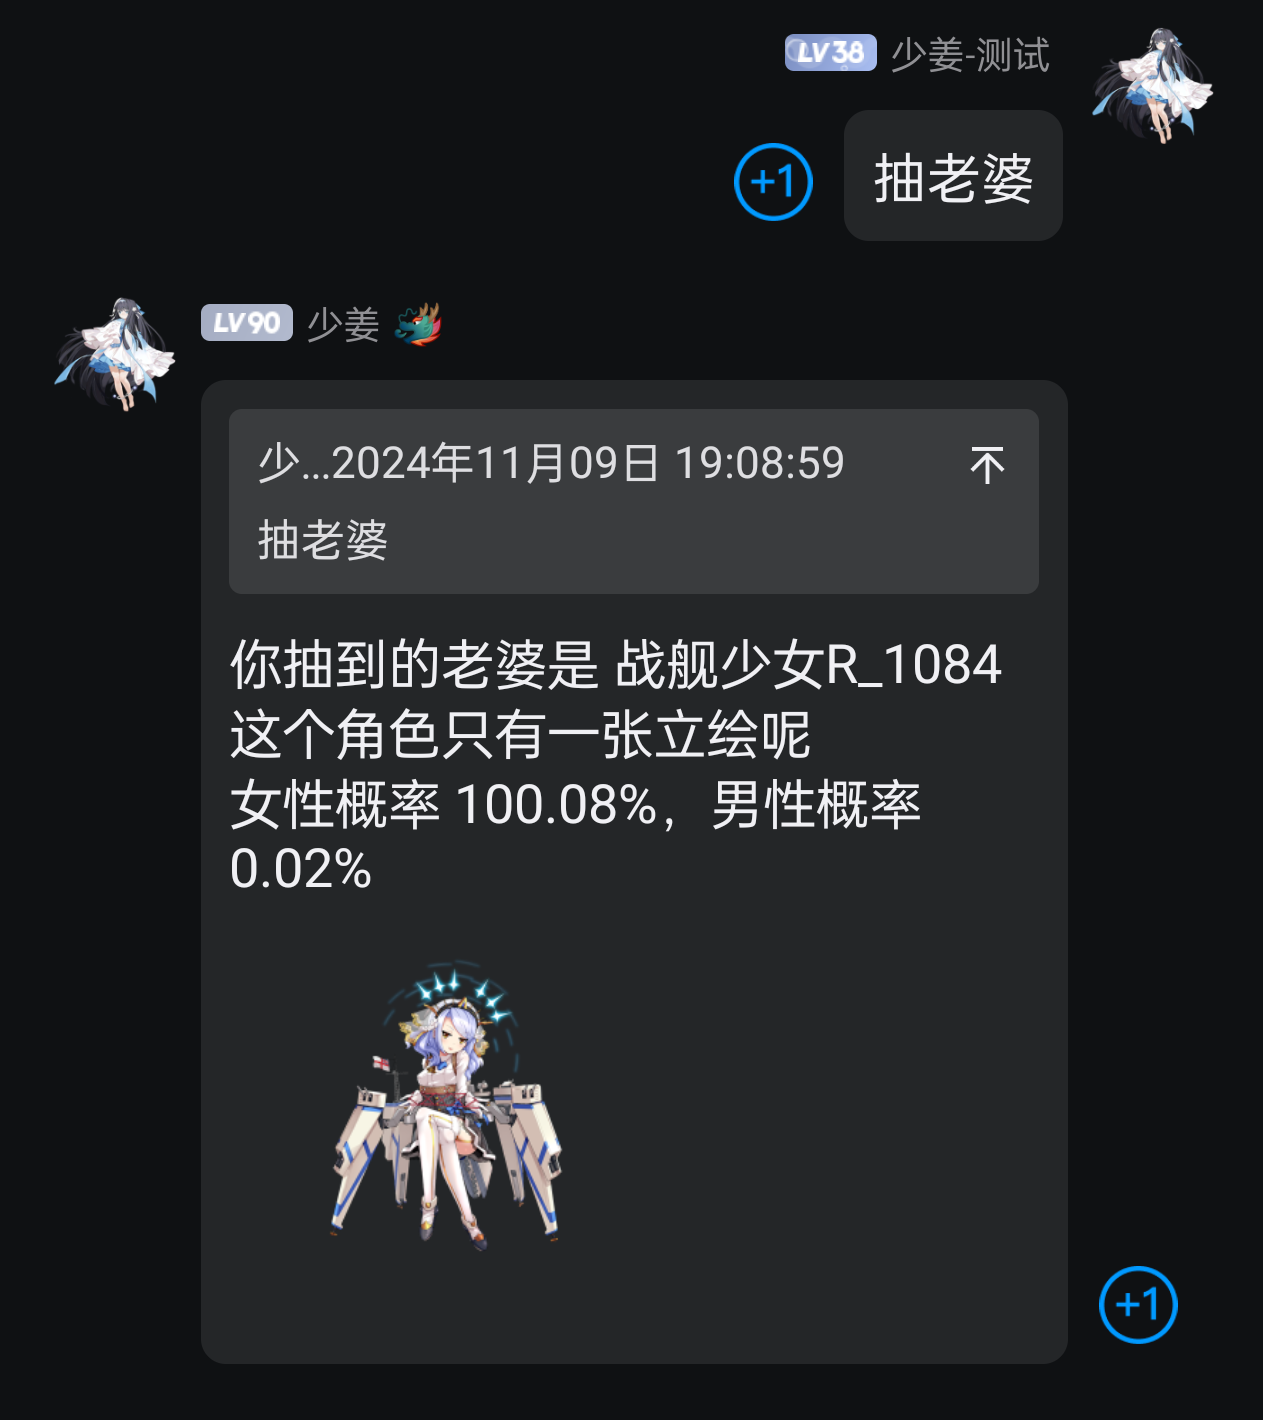 LV38 少姜-测试
+1
抽老婆
LV90 少姜
少...2024年11月09日 19:08:59
抽老婆
你抽到的老婆是 战舰少女R_1084
这个角色只有一张立绘呢
女性概率 100.08%，男性概率
0.02%
+1